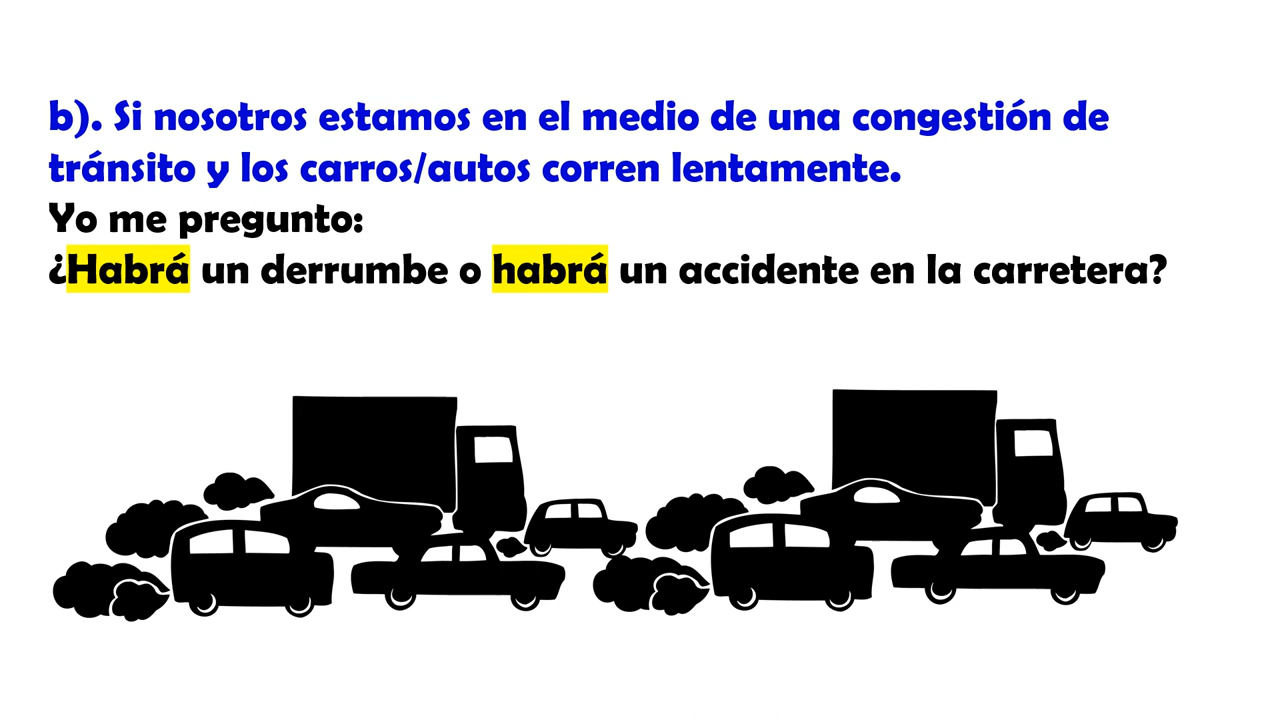 b). Si nosotros estamos en el medio de una congestión de
tránsito y los carros/autos corren lentamente.
Yo me pregunto:
¿Habrá un derrumbe o habrá un accidente en la carretera?